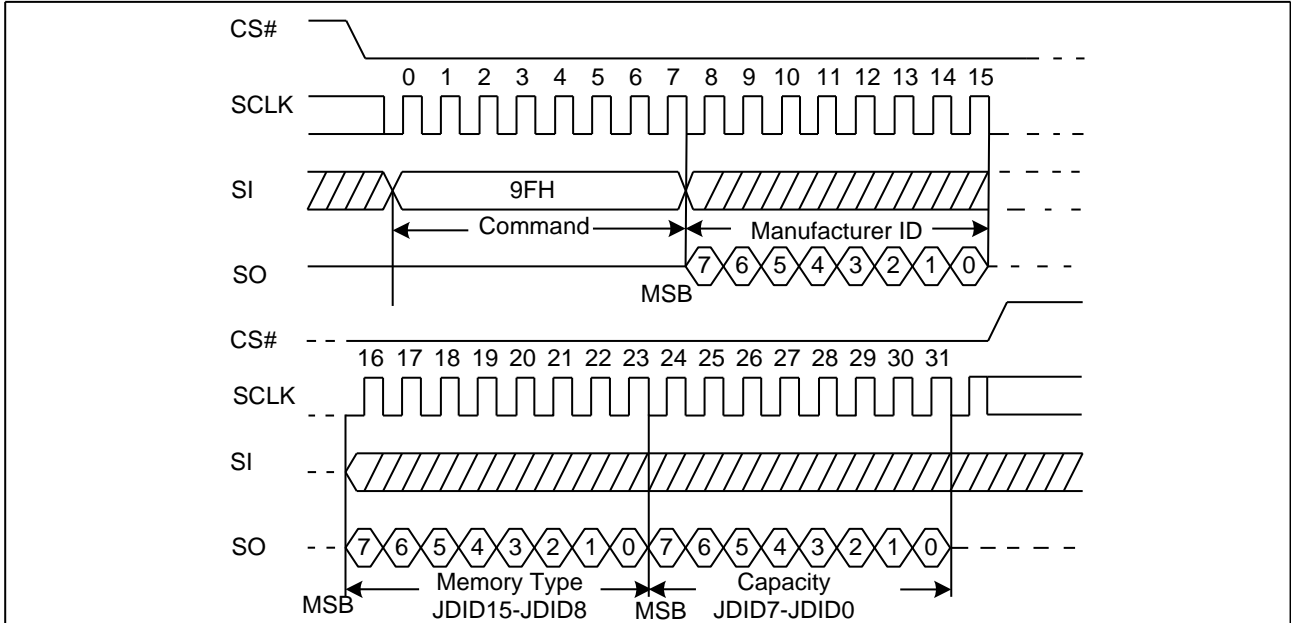 CS#
0 1 2 3 4 5 6 7 8 9 10 11 12 13 14 15
SCLK
SI
9FH
Command
Manufacturer ID
SO
7 6 5 4 3 2 1 0
MSB
CS#
16 17 18 19 20 21 22 23 24 25 26 27 28 29 30 31
SCLK
SI
SO
7 6 5 4 3 2 1 0 7 6 5 4 3 2 1 0
Memory Type Capacity
MSB JDID15-JDID8 MSB JDID7-JDID0